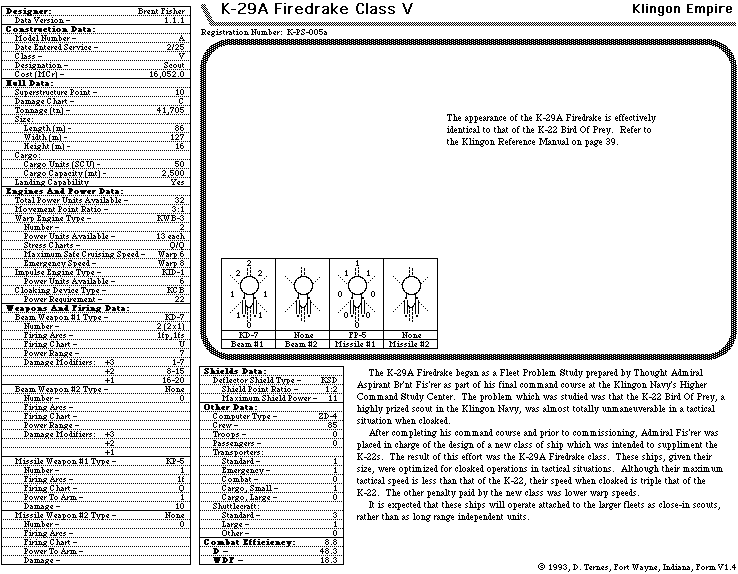 K-29A Firedrake Class V
Klingon Empire
Registration Number: K-PS-005a
Designer: Brent Fisher
Data Version - 1.1.1
Construction Data:
Model Number - A
Date Entered Service - 2/25
Class - V
Designation - Scout
Cost (MCr) - 16,052.0
Hull Data:
Superstructure Point - 10
Damage Chart - C
Tonnage (tn) - 41,705
Size:
Length (m) - 86
Width (m) - 127
Height (m) - 16
Cargo:
Cargo Units (SCU) - 50
Cargo Capacity (mt) - 2,500
Landing Capability Yes
Engines And Power Data:
Total Power Units Available - 32
Movement Point Ratio - 3:1
Warp Engine Type - KWB-3
Number - 2
Power Units Available - 13 each
Stress Charts - O/Q
Maximum Safe Cruising Speed - Warp 6
Emergency Speed - Warp 8
Impulse Engine Type - KID-1
Power Units Available - 6
Cloaking Device Type - KCB
Power Requirement - 22
Weapons And Firing Data:
Beam Weapon #1 Type - KD-7
Number - 2 (2x1)
Firing Arcs - 1fp,1fs
Firing Chart - U
Power Range - 7
Damage Modifiers: +3 1-7
+2 8-15
+1 16-20
Beam Weapon #2 Type - None
Number - 0
Firing Arcs -
Firing Chart -
Power Range -
Damage Modifiers: +3
+2
+1
Missile Weapon #1 Type - KP-5
Number - 1
Firing Arcs - 1f
Firing Chart - Q
Power To Arm - 1
Damage - 10
Missile Weapon #2 Type - None
Number - 0
Firing Arcs -
Firing Chart -
Power To Arm -
Damage -
The appearance of the K-29A Firedrake is effectively
identical to that of the K-22 Bird Of Prey. Refer to
the Klingon Reference Manual on page 39.
2
2 2
1 1
1 1
0
1
1 1
0 0
0 0
0
KD-7 None FP-5 None
Beam #1 Beam #2 Missile #1 Missile #2
Shields Data:
Deflector Shield Type - KSD
Shield Point Ratio - 1:2
Maximum Shield Power - 11
Other Data:
Computer Type - ZD-4
Crew - 85
Troops - 0
Passengers - 0
Transporters:
Standard - 1
Emergency - 1
Combat - 0
Cargo, Small - 0
Cargo, Large - 0
Shuttlecraft:
Standard - 3
Large - 1
Other - 0
Combat Efficiency: 8.8
D - 48.3
WDF - 18.3
The K-29A Firedrake began as a Fleet Problem Study prepared by Thought Admiral
Aspirant Br'nt Fis'rer as part of his final command course at the Klingon Navy's Higher
Command Study Center. The problem which was studied was that the K-22 Bird Of Prey, a
highly prized scout in the Klingon Navy, was almost totally unmaneuverable in a tactical
situation when cloaked.
After completing his command course and prior to commissioning, Admiral Fis'rer was
placed in charge of the design of a new class of ship which was intended to suppliment the
K-22s. The result of this effort was the K-29A Firedrake class. These ships, given their
size, were optimized for cloaked operations in tactical situations. Although their maximum
tactical speed is less than that of the K-22, their speed when cloaked is triple that of the
K-22. The other penalty paid by the new class was lower warp speeds.
It is expected that these ships will operate attached to the larger fleets as close-in scouts,
rather than as long range independent units.
© 1993, D. Ternes, Fort Wayne, Indiana, Form V1.4